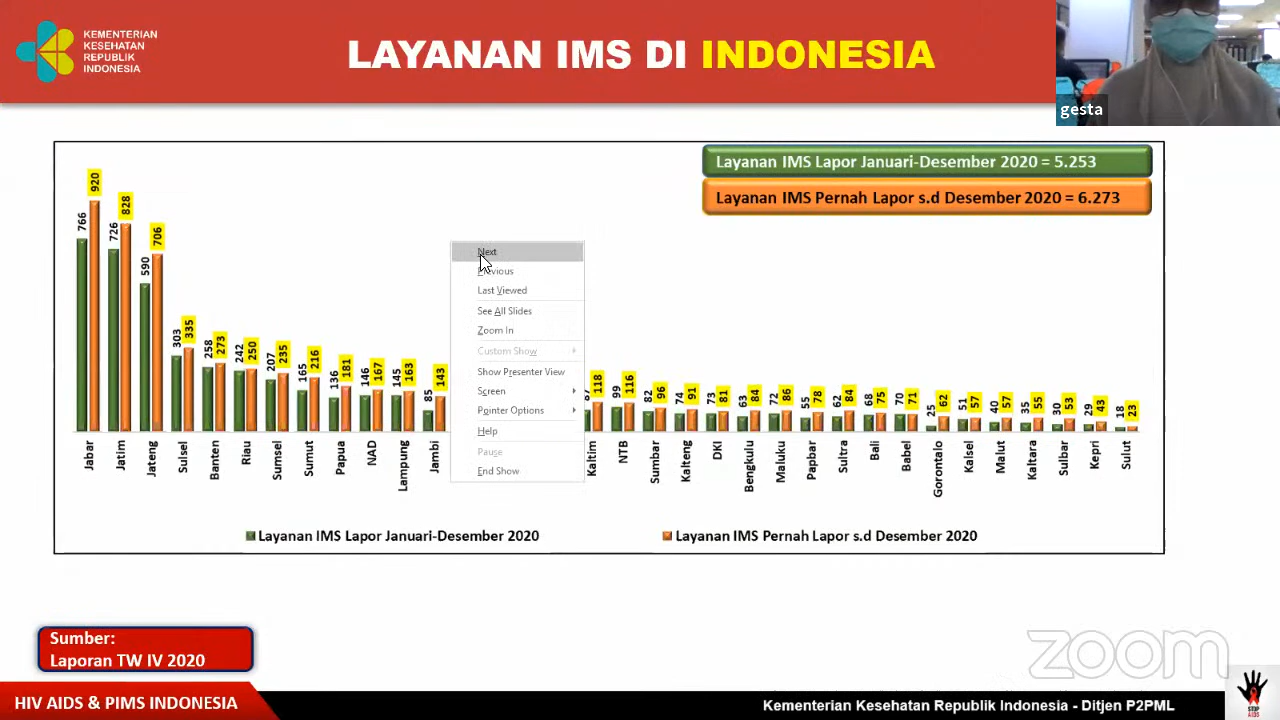 KEMENTERIAN
KESEHATAN
REPUBLIK
INDONESIA
LAYANAN IMS DI INDONESIA
gesta
Layanan IMS Lapor Januari-Desember 2020 = 5.253
Layanan IMS Pernah Lapor s.d Desember 2020 = 6.273
766 920
726 828
590 706
303 335
258 273
242 250
207 235
165 216
136 181
146 167
145 163
85 143
118
99 116
82 96
74 91
73 81
63 84
72 86
55 78
62 84
68 75
70 71
25 62
51 57
40 57
35 55
30 53
29 43
18 23
Next
Previous
Last Viewed
See All Slides
Zoom In
Custom Show
Show Presenter View
Screen
Pointer Options
Help
Pause
End Show
Jabar
Jatim
Jateng
Sulsel
Banten
Riau
Sumsel
Sumut
Papua
NAD
Lampung
Jambi
Kaltim
NTB
Sumbar
Kalteng
DKI
Bengkulu
Maluku
Papbar
Sultra
Bali
Babel
Gorontalo
Kalsel
Malut
Kaltara
Sulbar
Kepri
Sulut
Layanan IMS Lapor Januari-Desember 2020
Layanan IMS Pernah Lapor s.d Desember 2020
Sumber:
Laporan TW IV 2020
zoom
HIV AIDS & PIMS INDONESIA
Kementerian Kesehatan Republik Indonesia - Ditjen P2PML
STOP
AIDS